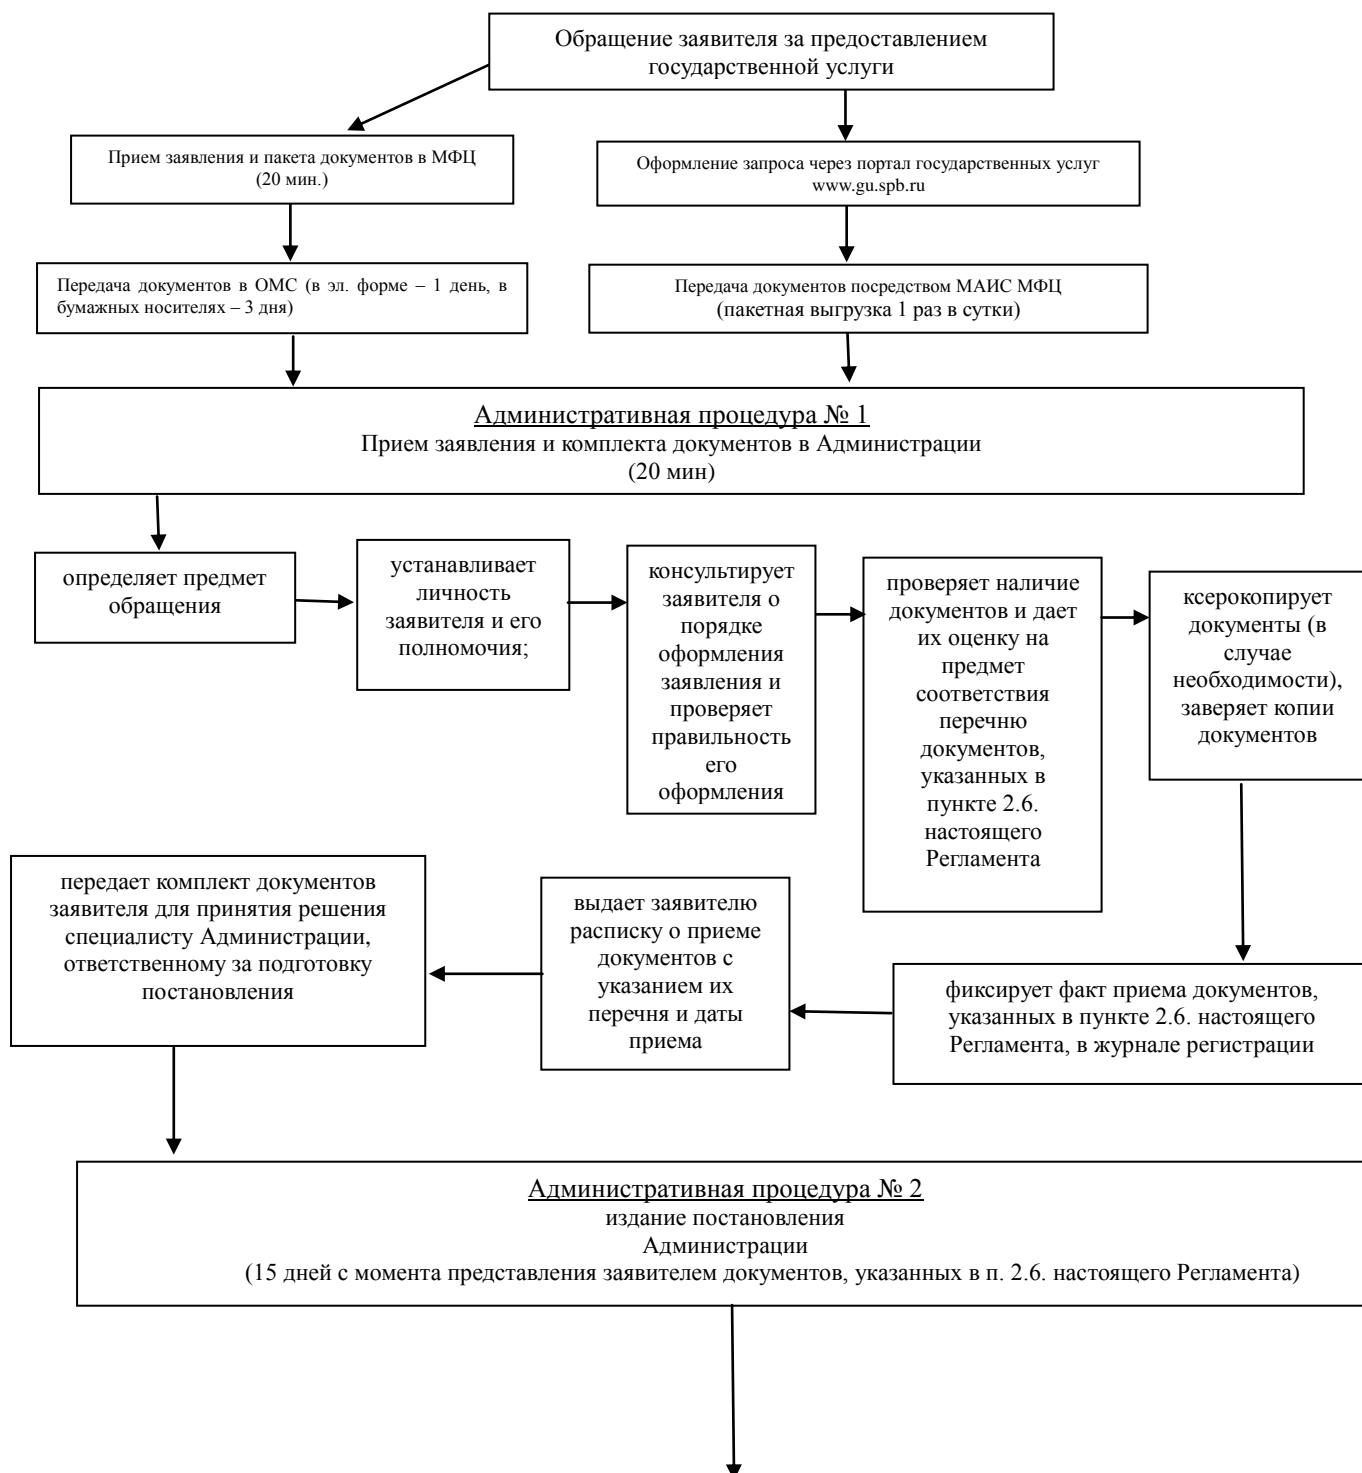 Обращение заявителя за предоставлением
государственной услуги
Прием заявления и пакета документов в МФЦ
(20 мин.)
Оформление запроса через портал государственных услуг
www.gu.spb.ru
Передача документов в ОМС (в эл. форме – 1 день, в
бумажных носителях – 3 дня)
Передача документов посредством МАИС МФЦ
(пакетная выгрузка 1 раз в сутки)
Административная процедура № 1
Прием заявления и комплекта документов в Администрации
(20 мин)
определяет предмет
обращения
устанавливает
личность
заявителя и его
полномочия;
консультирует
заявителя о
порядке
оформления
заявления и
проверяет
правильность
его
оформления
проверяет наличие
документов и дает
их оценку на
предмет
соответствия
перечню
документов,
указанных в
пункте 2.6.
настоящего
Регламента
ксерокопирует
документы (в
случае
необходимости),
заверяет копии
документов
фиксирует факт приема документов,
указанных в пункте 2.6. настоящего
Регламента, в журнале регистрации
выдает заявителю
расписку о приеме
документов с
указанием их
перечня и даты
приема
передает комплект документов
заявителя для принятия решения
специалисту Администрации,
ответственному за подготовку
постановления
Административная процедура № 2
издание постановления
Администрации
(15 дней с момента представления заявителем документов, указанных в п. 2.6. настоящего Регламента)